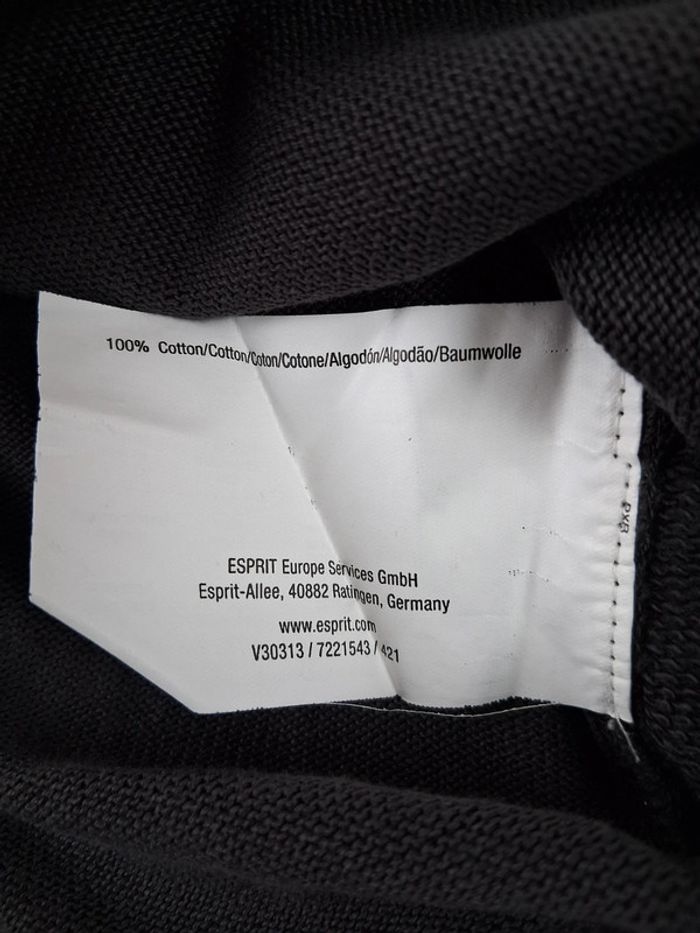 100% Cotton/Cotton/Coton/Cotone/Algodón/Algodão/Baumwolle
ESPRIT Europe Services GmbH
Esprit-Allee, 40882 Ratingen, Germany
www.esprit.com
V30313 / 7221543 / 421
PXR